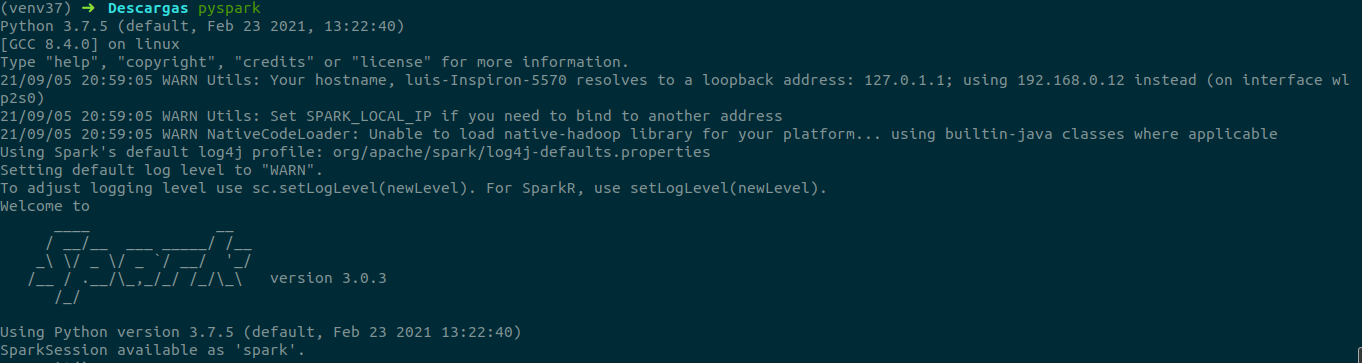 (venv37) ➜ Descargas pyspark
Python 3.7.5 (default, Feb 23 2021, 13:22:40)
[GCC 8.4.0] on linux
Type "help", "copyright", "credits" or "license" for more information.
21/09/05 20:59:05 WARN Utils: Your hostname, luis-Inspiron-5570 resolves to a loopback address: 127.0.1.1; using 192.168.0.12 instead (on interface wl
p2s0)
21/09/05 20:59:05 WARN Utils: Set SPARK_LOCAL_IP if you need to bind to another address
21/09/05 20:59:05 WARN NativeCodeLoader: Unable to load native-hadoop library for your platform... using builtin-java classes where applicable
Using Spark's default log4j profile: org/apache/spark/log4j-defaults.properties
Setting default log level to "WARN".
To adjust logging level use sc.setLogLevel(newLevel). For SparkR, use setLogLevel(newLevel).
Welcome to
      ____              __
     / __/__  ___ _____/ /__
    _\ \/ _ \/ _ `/ __/  '_/
   /__ / .__/\_,_/_/ /_/\_\   version 3.0.3
      /_/
Using Python version 3.7.5 (default, Feb 23 2021 13:22:40)
SparkSession available as 'spark'.